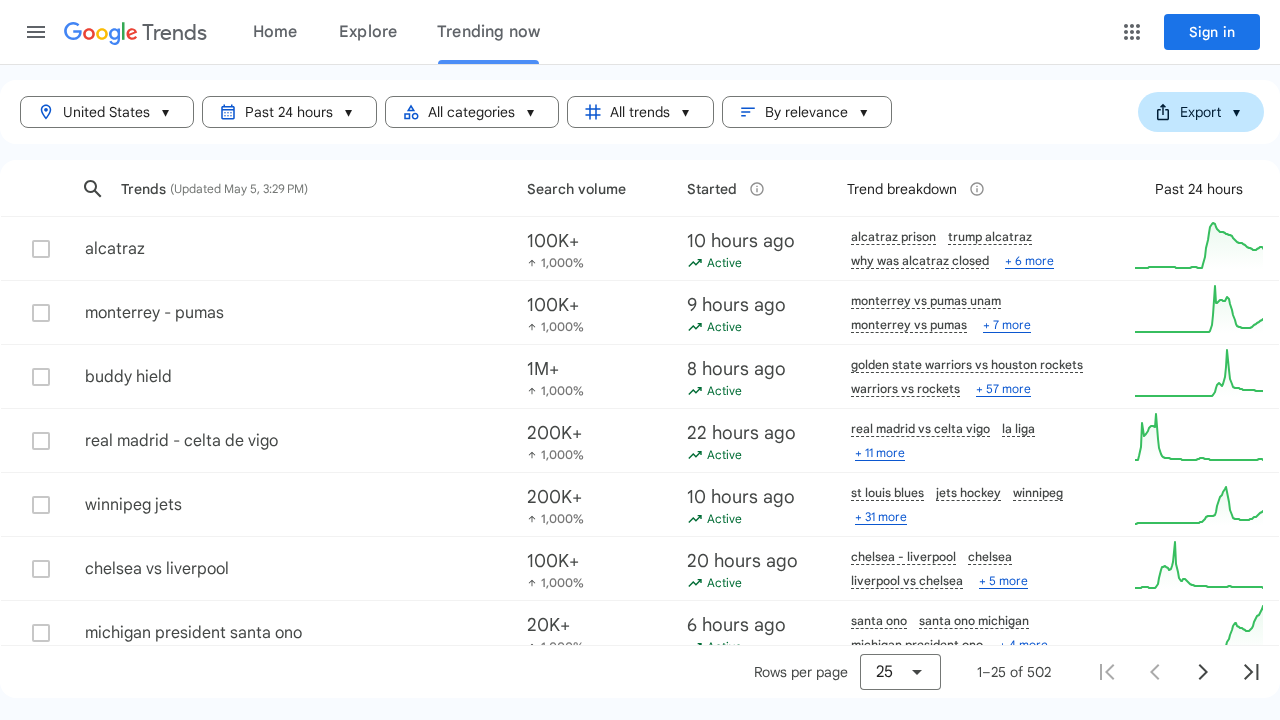 Google Trends Home Explore Trending now Sign in
United States Past 24 hours All categories All trends By relevance Export
Trends (Updated May 5, 3:29 PM) Search volume Started Trend breakdown Past 24 hours
alcatraz 100K+ 10 hours ago alcatraz prison trump alcatraz
1,000% Active why was alcatraz closed + 6 more
monterrey - pumas 100K+ 9 hours ago monterrey vs pumas unam
1,000% Active monterrey vs pumas + 7 more
buddy hield 1M+ 8 hours ago golden state warriors vs houston rockets
1,000% Active warriors vs rockets + 57 more
real madrid - celta de vigo 200K+ 22 hours ago real madrid vs celta vigo la liga
1,000% Active + 11 more
winnipeg jets 200K+ 10 hours ago st louis blues jets hockey winnipeg
1,000% Active + 31 more
chelsea vs liverpool 100K+ 20 hours ago chelsea - liverpool chelsea
1,000% Active liverpool vs chelsea + 5 more
michigan president santa ono 20K+ 6 hours ago santa ono santa ono michigan
1,000% Active michigan president ono + 4 more
Rows per page 25 1–25 of 502